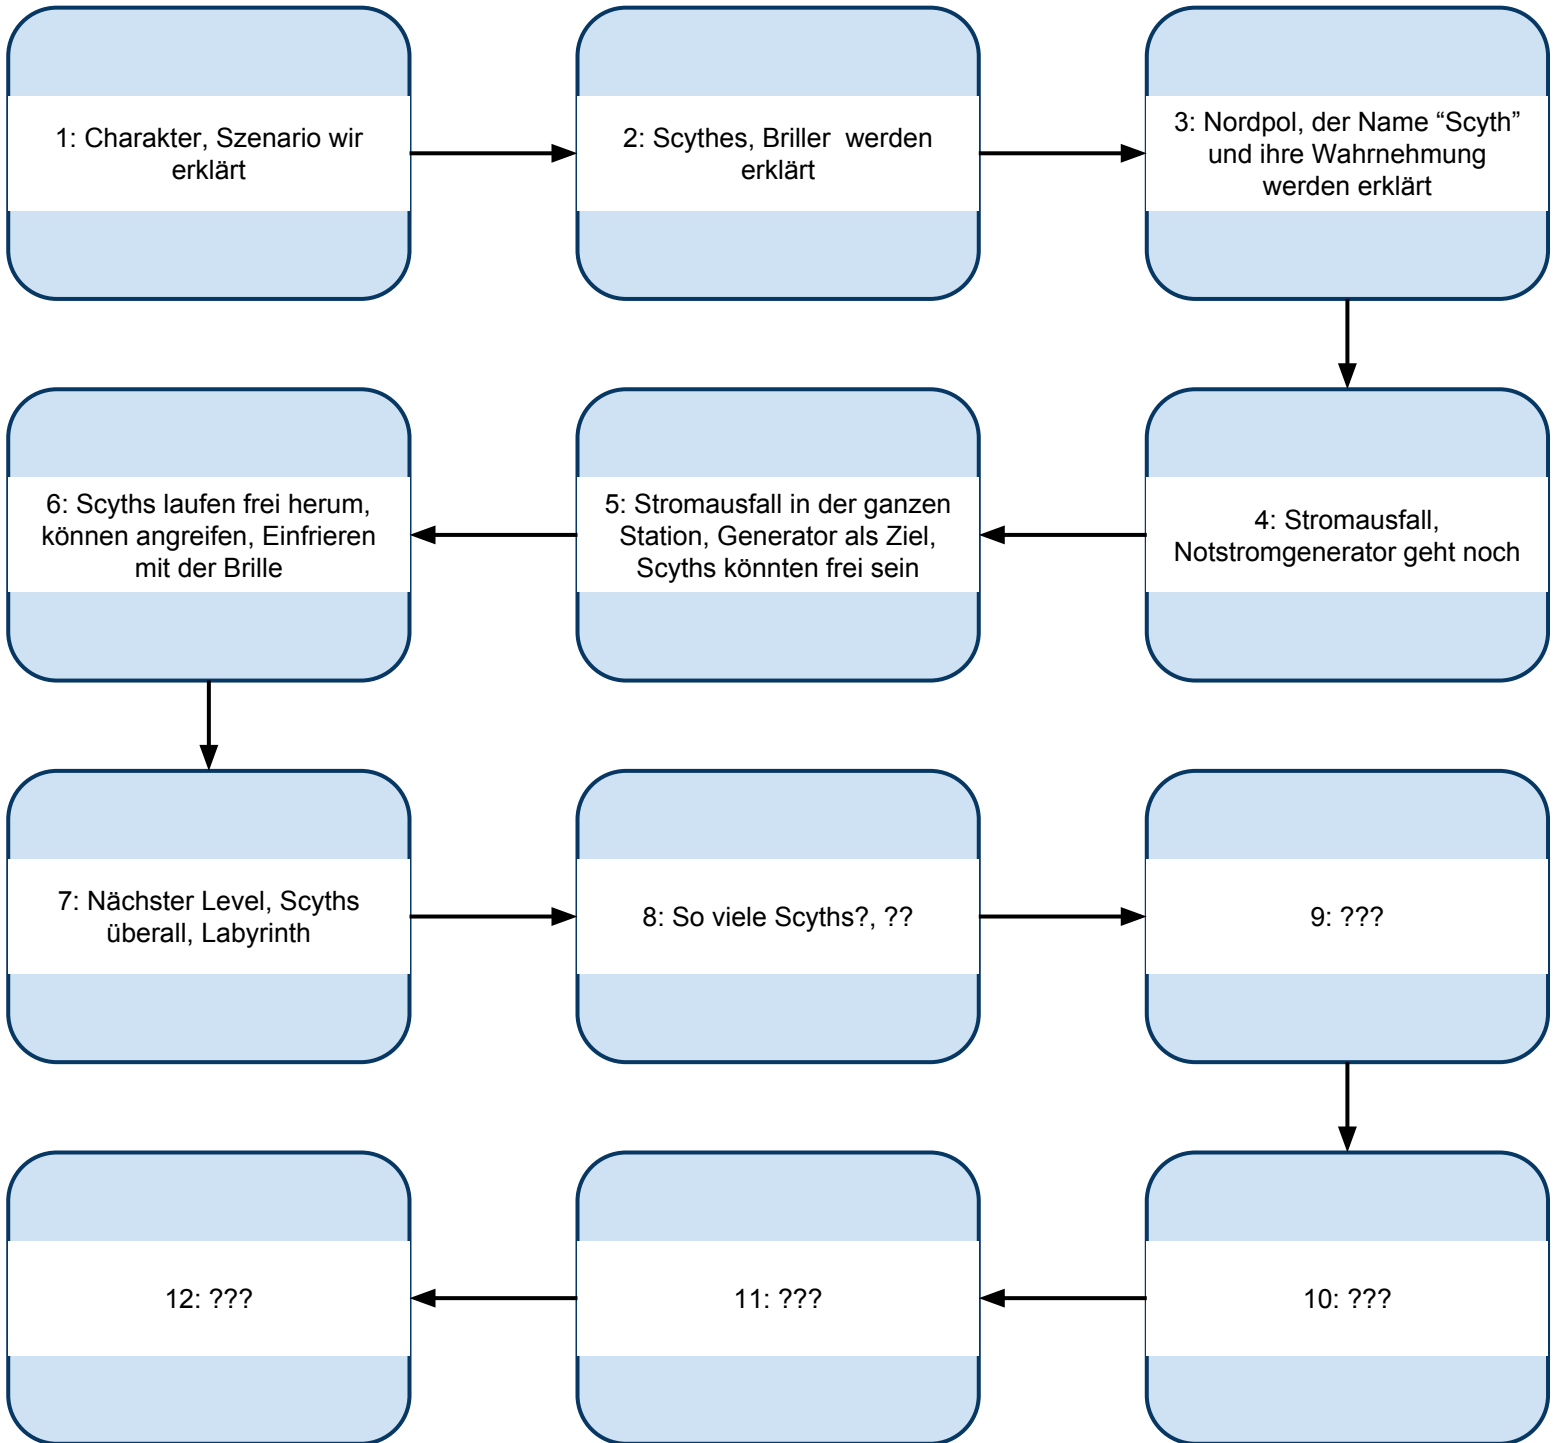 1: Charakter, Szenario wir
erklärt
2: Scythes, Briller  werden
erklärt
3: Nordpol, der Name “Scyth”
und ihre Wahrnehmung
werden erklärt
4: Stromausfall,
Notstromgenerator geht noch
5: Stromausfall in der ganzen
Station, Generator als Ziel,
Scyths könnten frei sein
6: Scyths laufen frei herum,
können angreifen, Einfrieren
mit der Brille
7: Nächster Level, Scyths
überall, Labyrinth
8: So viele Scyths?, ??
9: ???
10: ???
11: ???
12: ???